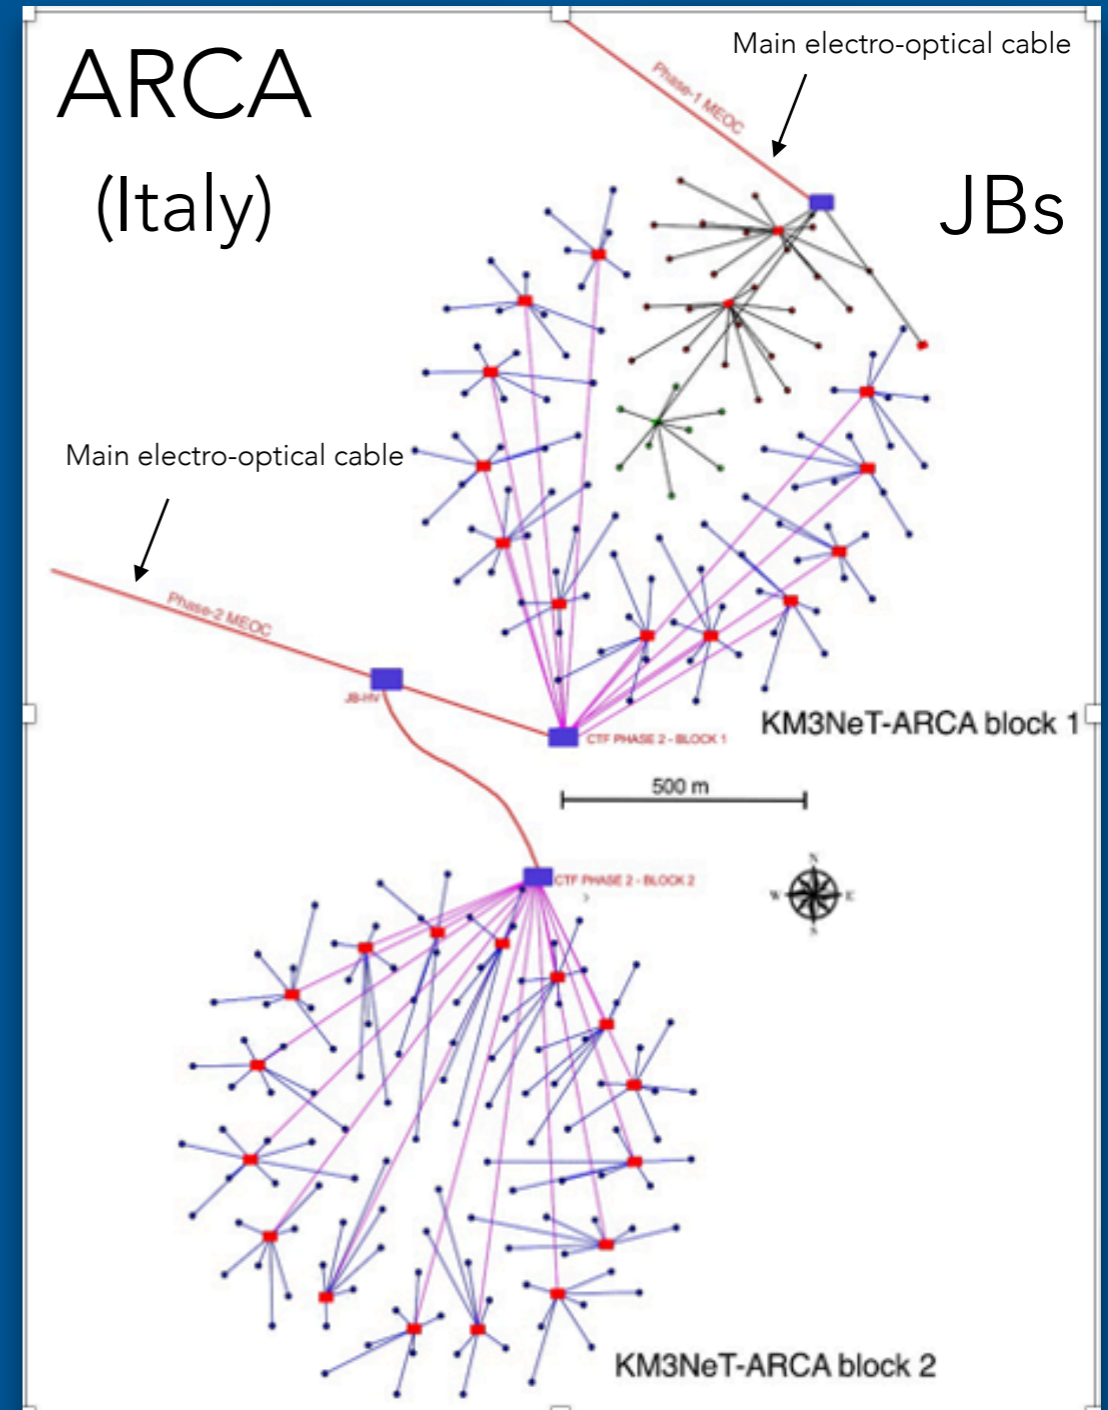 ARCA
(Italy)
Main electro-optical cable
Phase-1 MEOC
JBs
Main electro-optical cable
Phase-2 MEOC
JB-HV
KM3NeT-ARCA block 1
CTF PHASE 2 - BLOCK 1
500 m
CTF PHASE 2 - BLOCK 2
N
W E
S
KM3NeT-ARCA block 2